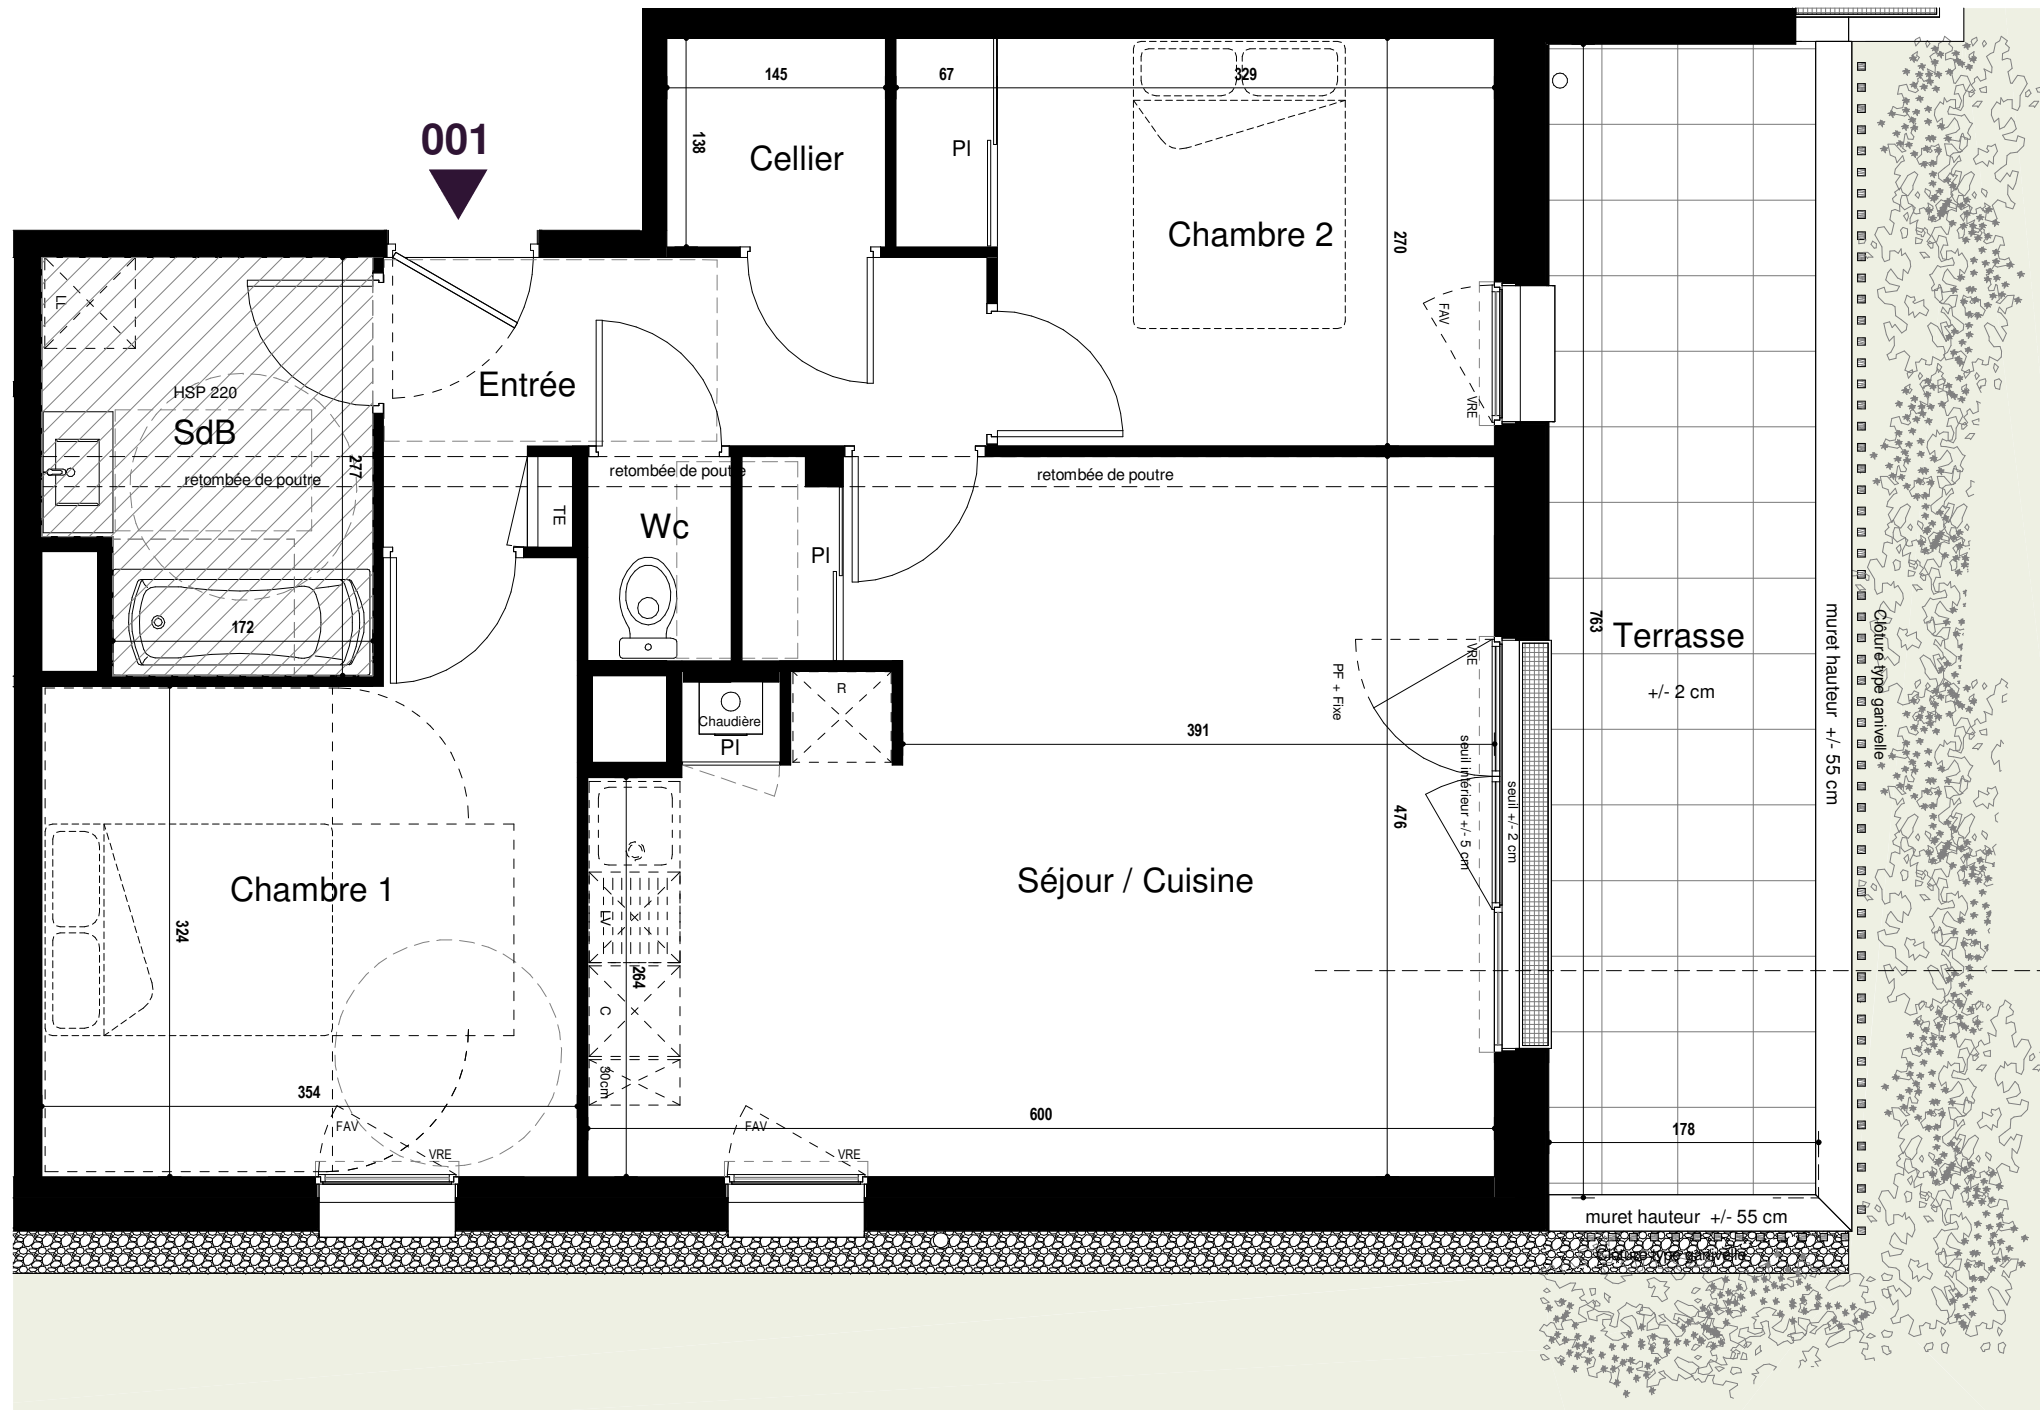 001
145
67
329
138
Cellier
Pl
Chambre 2
270
FAV
VRE
LL
HSP 220
SdB
277
retombée de poutre
Entrée
retombée de poutre
retombée de poutre
TE
Wc
Pl
172
Chaudière
Pl
R
391
PF + Fixe
VRE
seuil intérieur +/- 5 cm
seuil +/- 2 cm
763
Terrasse
+/- 2 cm
muret hauteur +/- 55 cm
Clôture type ganivelle
476
Séjour / Cuisine
Chambre 1
324
LV
264
C
30cm
354
600
178
FAV
VRE
FAV
VRE
muret hauteur +/- 55 cm
Clôture type ganivelle